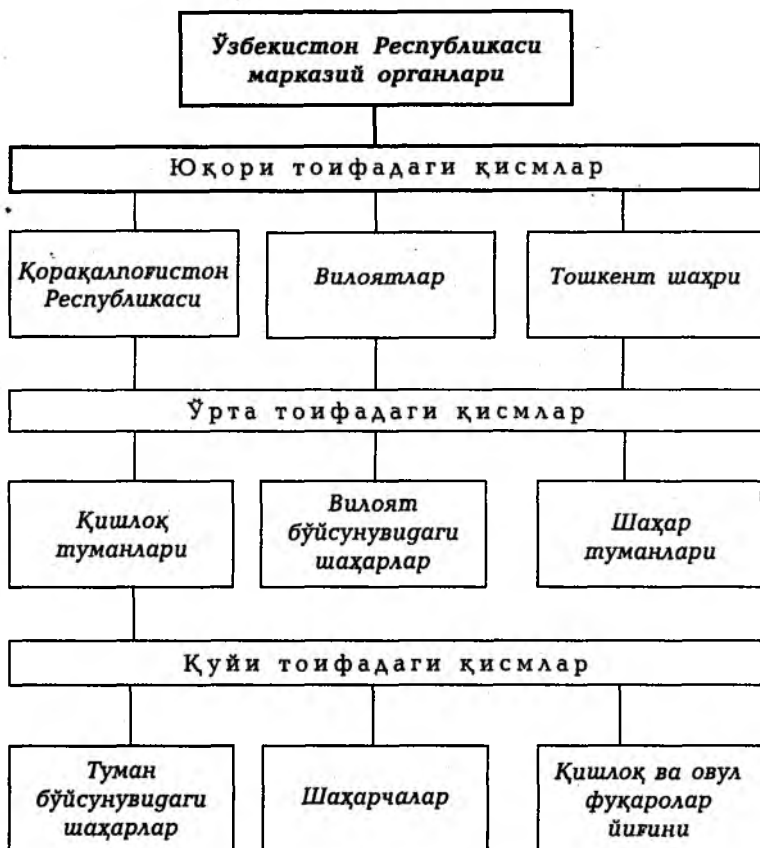 Ўзбекистон Республикаси
марказий органлари
Юқори тоифадаги қисмлар
Қорақалпоғистон
Республикаси
Вилоятлар
Тошкент шаҳри
Ўрта тоифадаги қисмлар
Қишлоқ
туманлари
Вилоят
бўйсунувидаги
шаҳарлар
Шаҳар
туманлари
Қуйи тоифадаги қисмлар
Туман
бўйсунувидаги
шаҳарлар
Шаҳарчалар
Қишлоқ ва овул
фуқаролар
йиғини